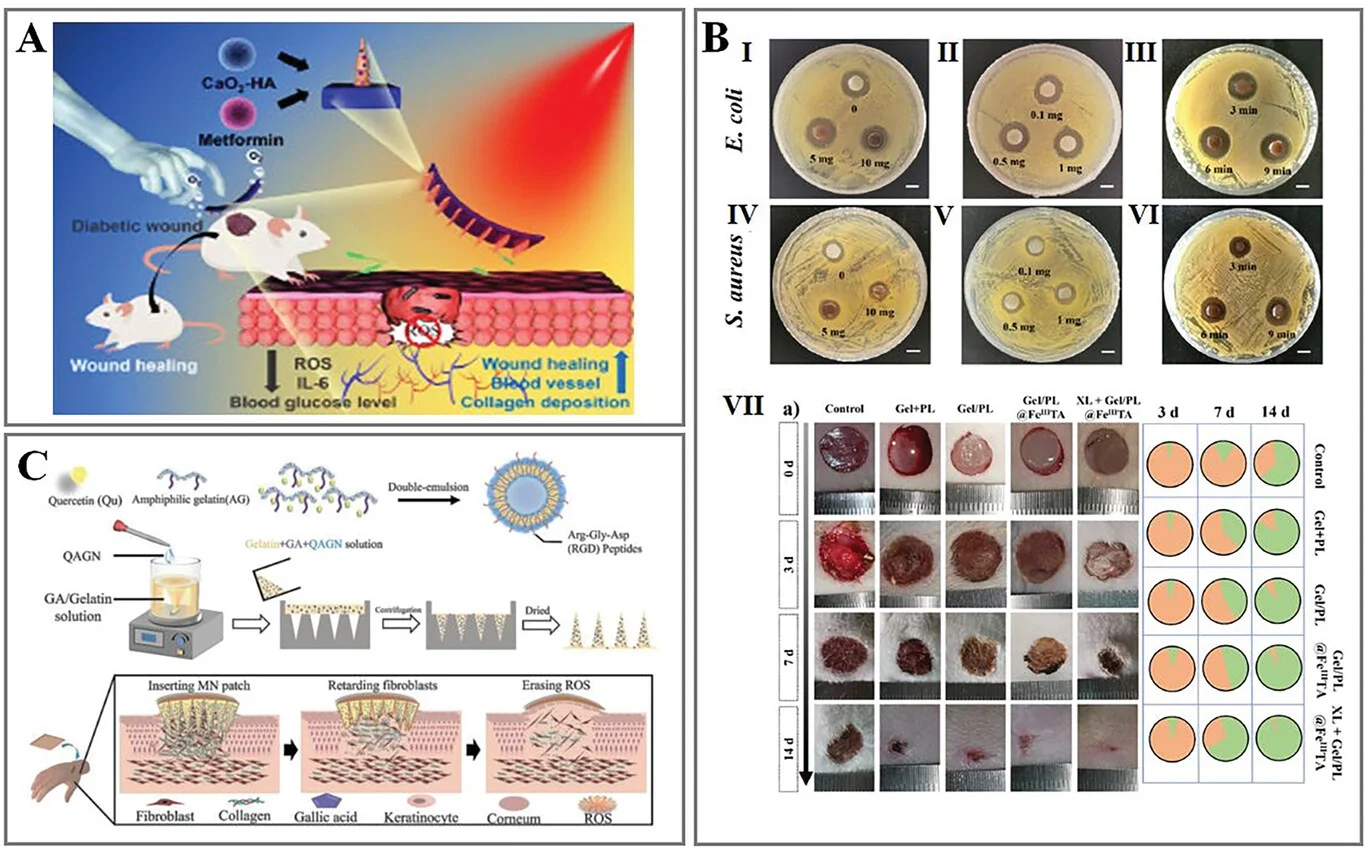 A
CaO2-HA
Metformin
O2
O2
Diabetic wound
Wound healing
ROS
ROS
IL-6
Blood glucose level
Wound healing
Blood vessel
Collagen deposition
B
I
II
III
E. coli
0
5 mg
10 mg
0.1 mg
0.5 mg
1 mg
3 min
6 min
9 min
IV
V
VI
S. aureus
0
5 mg
10 mg
0.1 mg
0.5 mg
1 mg
3 min
6 min
9 min
VII
a)
Control
Gel+PL
Gel/PL
Gel/PL
@FeIIITA
XL + Gel/PL
@FeIIITA
3 d
7 d
14 d
0 d
3 d
7 d
14 d
Control
Gel+PL
Gel/PL
Gel/PL
@FeIIITA
XL + Gel/PL
@FeIIITA
C
Quercetin (Qu)
Amphiphilic gelatin(AG)
Double-emulsion
Arg-Gly-Asp
(RGD) Peptides
QAGN
GA/Gelatin
solution
Gelatin+GA+QAGN solution
Centrifugation
Dried
Inserting MN patch
Retarding fibroblasts
Erasing ROS
Fibroblast
Collagen
Gallic acid
Keratinocyte
Corneum
ROS